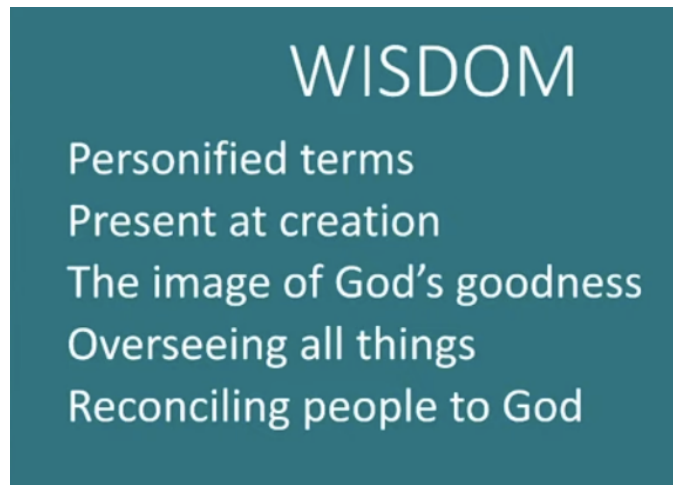 WISDOM
Personified terms
Present at creation
The image of God’s goodness
Overseeing all things
Reconciling people to God